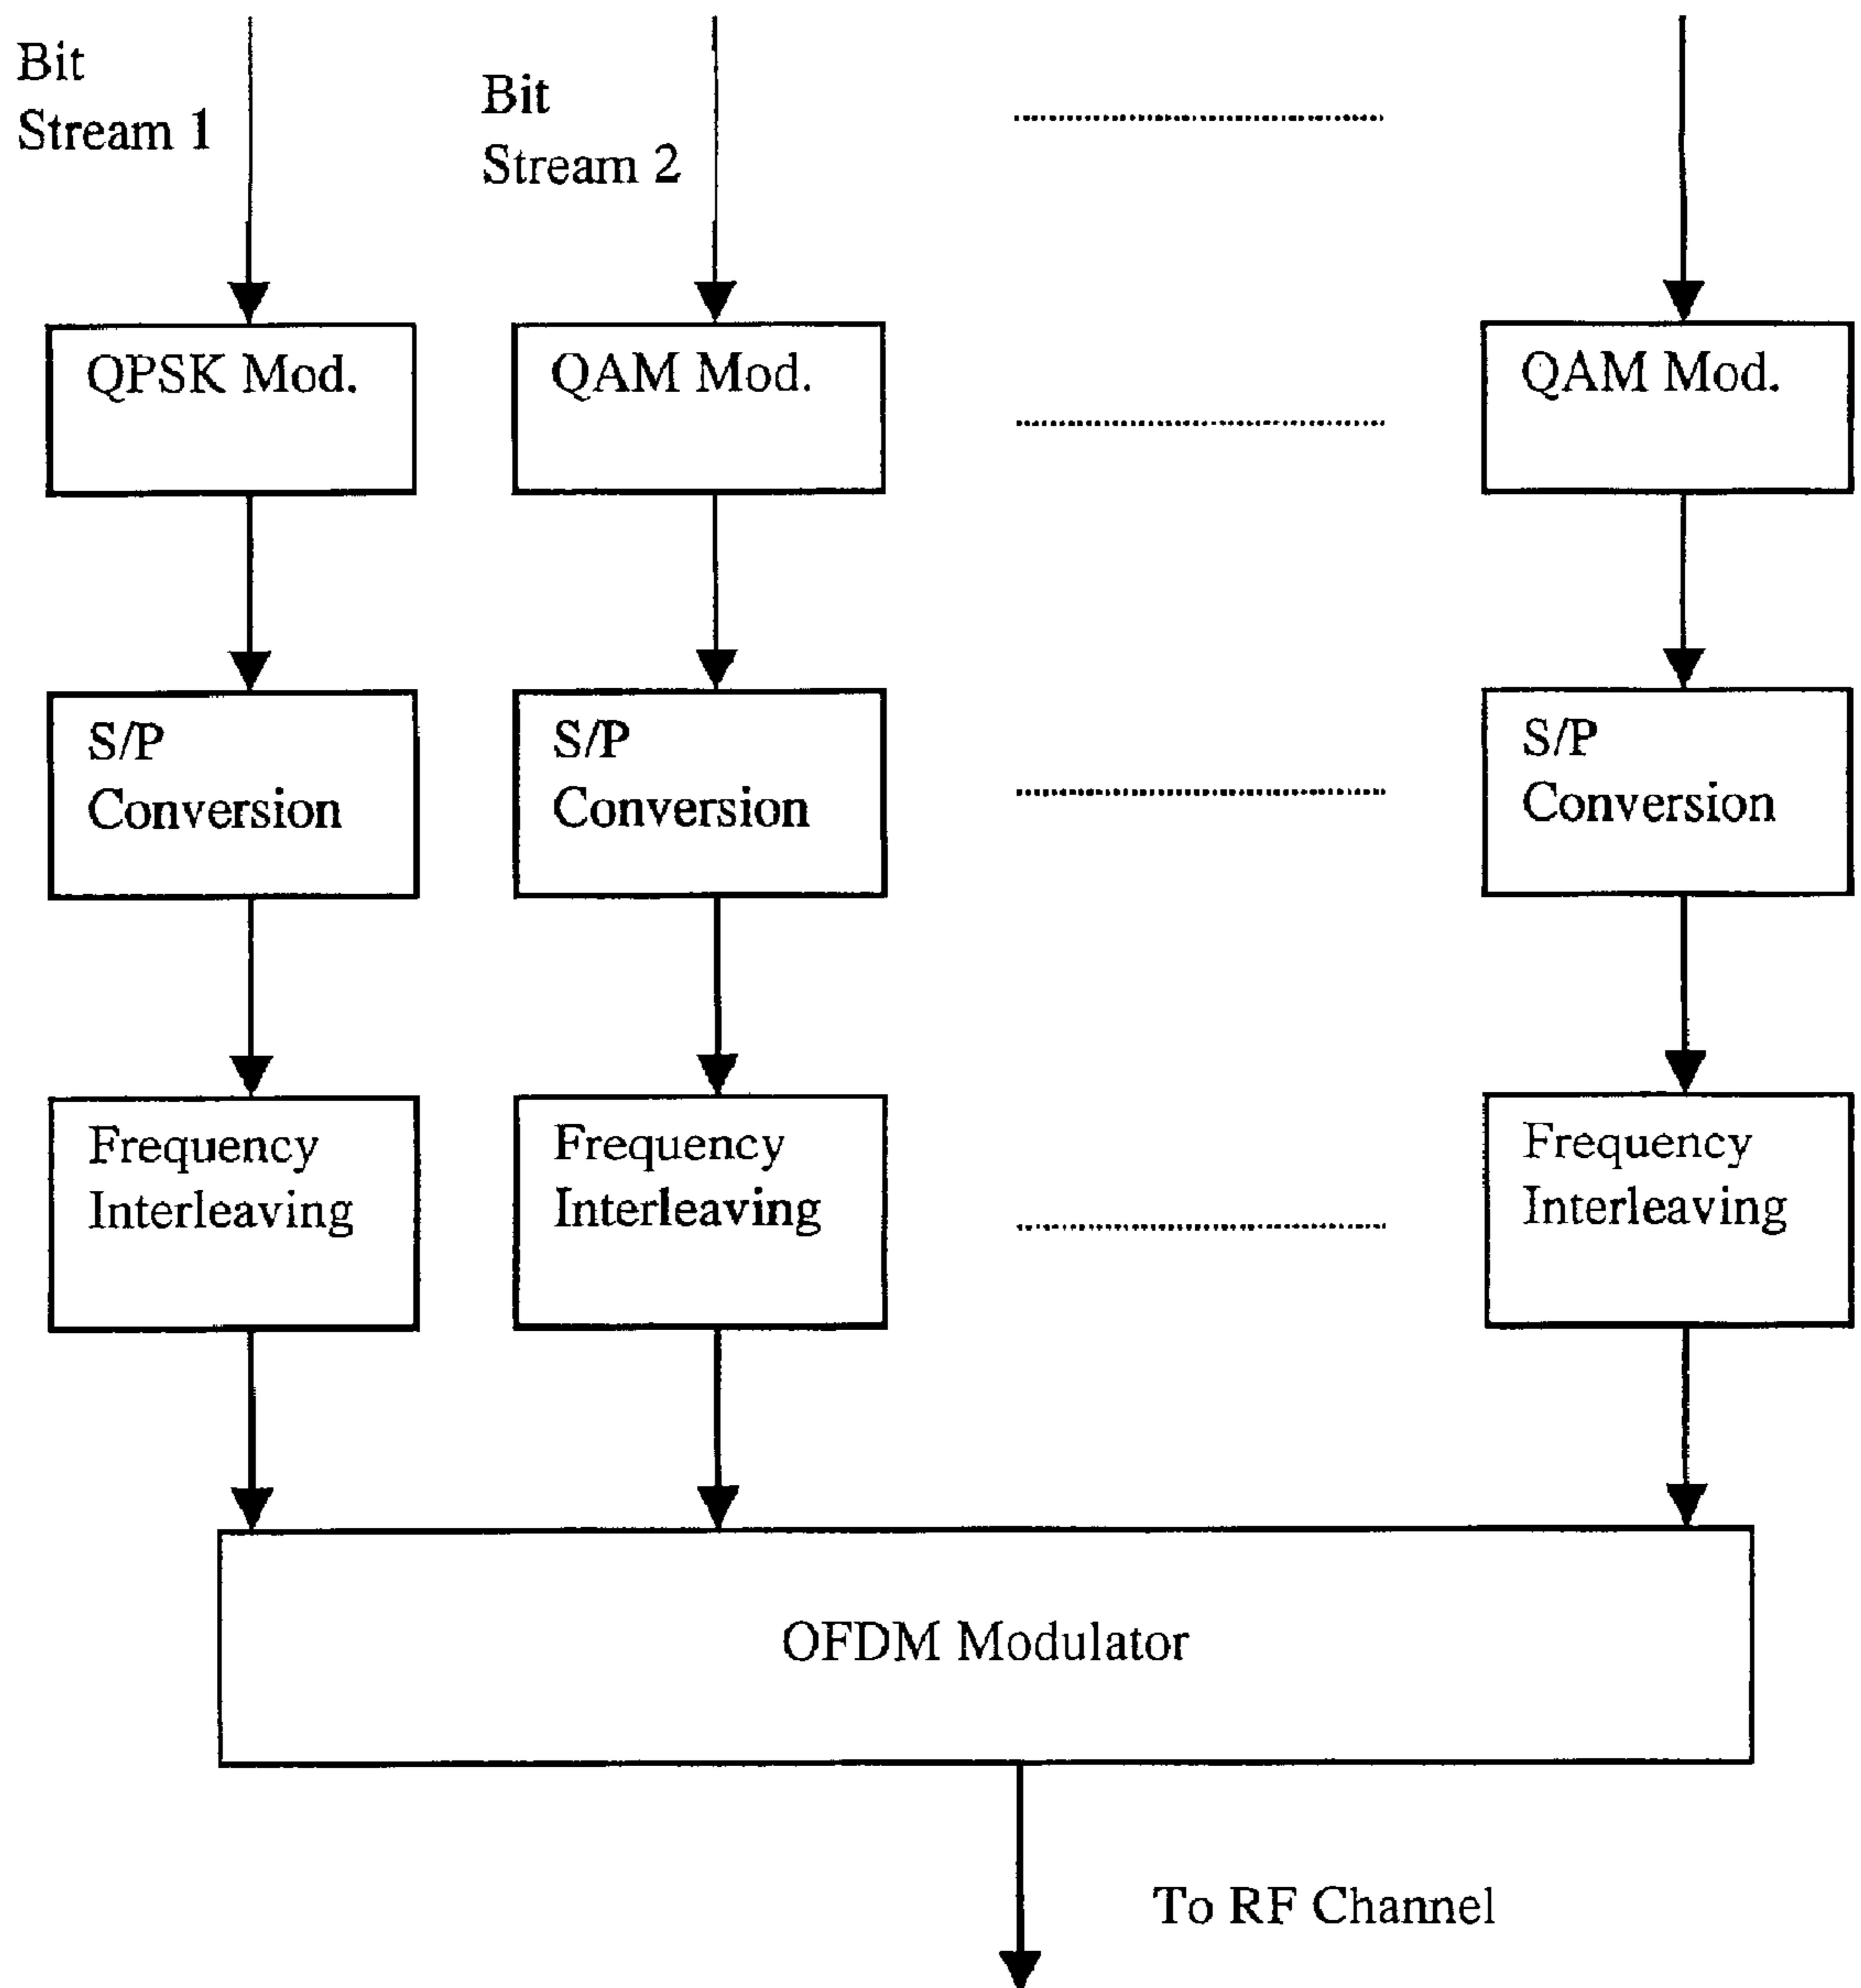 Bit
Stream 1
Bit
Stream 2
QPSK Mod.
QAM Mod.
QAM Mod.
S/P
Conversion
S/P
Conversion
S/P
Conversion
Frequency
Interleaving
Frequency
Interleaving
Frequency
Interleaving
OFDM Modulator
To RF Channel